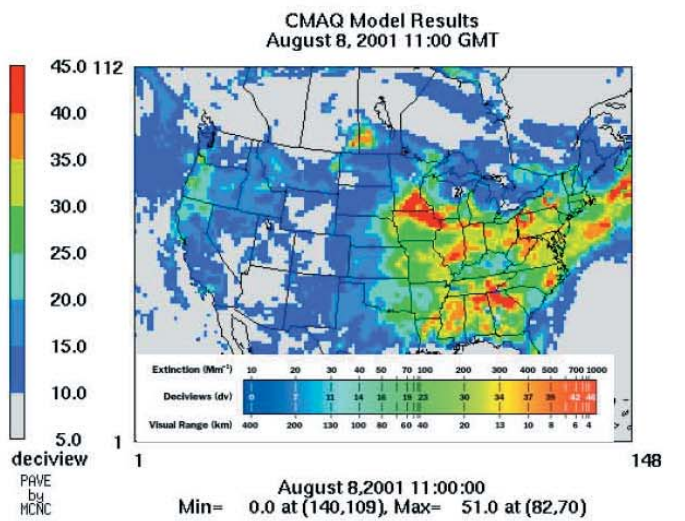 CMAQ Model Results
August 8, 2001 11:00 GMT
45.0
40.0
35.0
30.0
25.0
20.0
15.0
10.0
5.0
deciview
PAVE
by
MCNC
112
1
Extinction (Mm⁻¹) 10 20 30 40 50 70 100 200 300 400 500 700 1000
Deciviews (dv) 0 7 11 14 16 19 23 30 34 37 39 42 46
Visual Range (km) 400 200 130 100 80 60 40 20 13 10 8 6 4
1 148
August 8,2001 11:00:00
Min= 0.0 at (140,109), Max= 51.0 at (82,70)